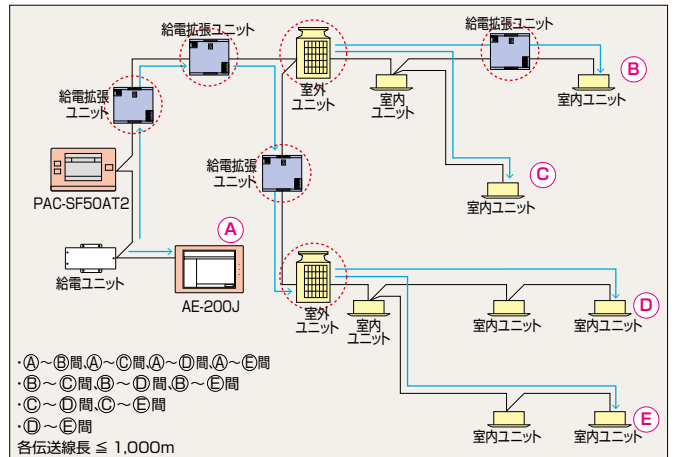 給電拡張ユニット
給電拡張ユニット
給電拡張
ユニット
室外
ユニット
室内
ユニット
室内ユニット
B
給電拡張
ユニット
C
室内ユニット
PAC-SF50AT2
A
給電ユニット
AE-200J
室外
ユニット
室内
ユニット
室内ユニット
室内ユニット
D
・Ⓐ～Ⓑ間、Ⓐ～Ⓒ間、Ⓐ～Ⓓ間、Ⓐ～Ⓔ間
・Ⓑ～Ⓒ間、Ⓑ～Ⓓ間、Ⓑ～Ⓔ間
・Ⓒ～Ⓓ間、Ⓒ～Ⓔ間
・Ⓓ～Ⓔ間
各伝送線長 ≦ 1,000m
室内ユニット
室内ユニット
E